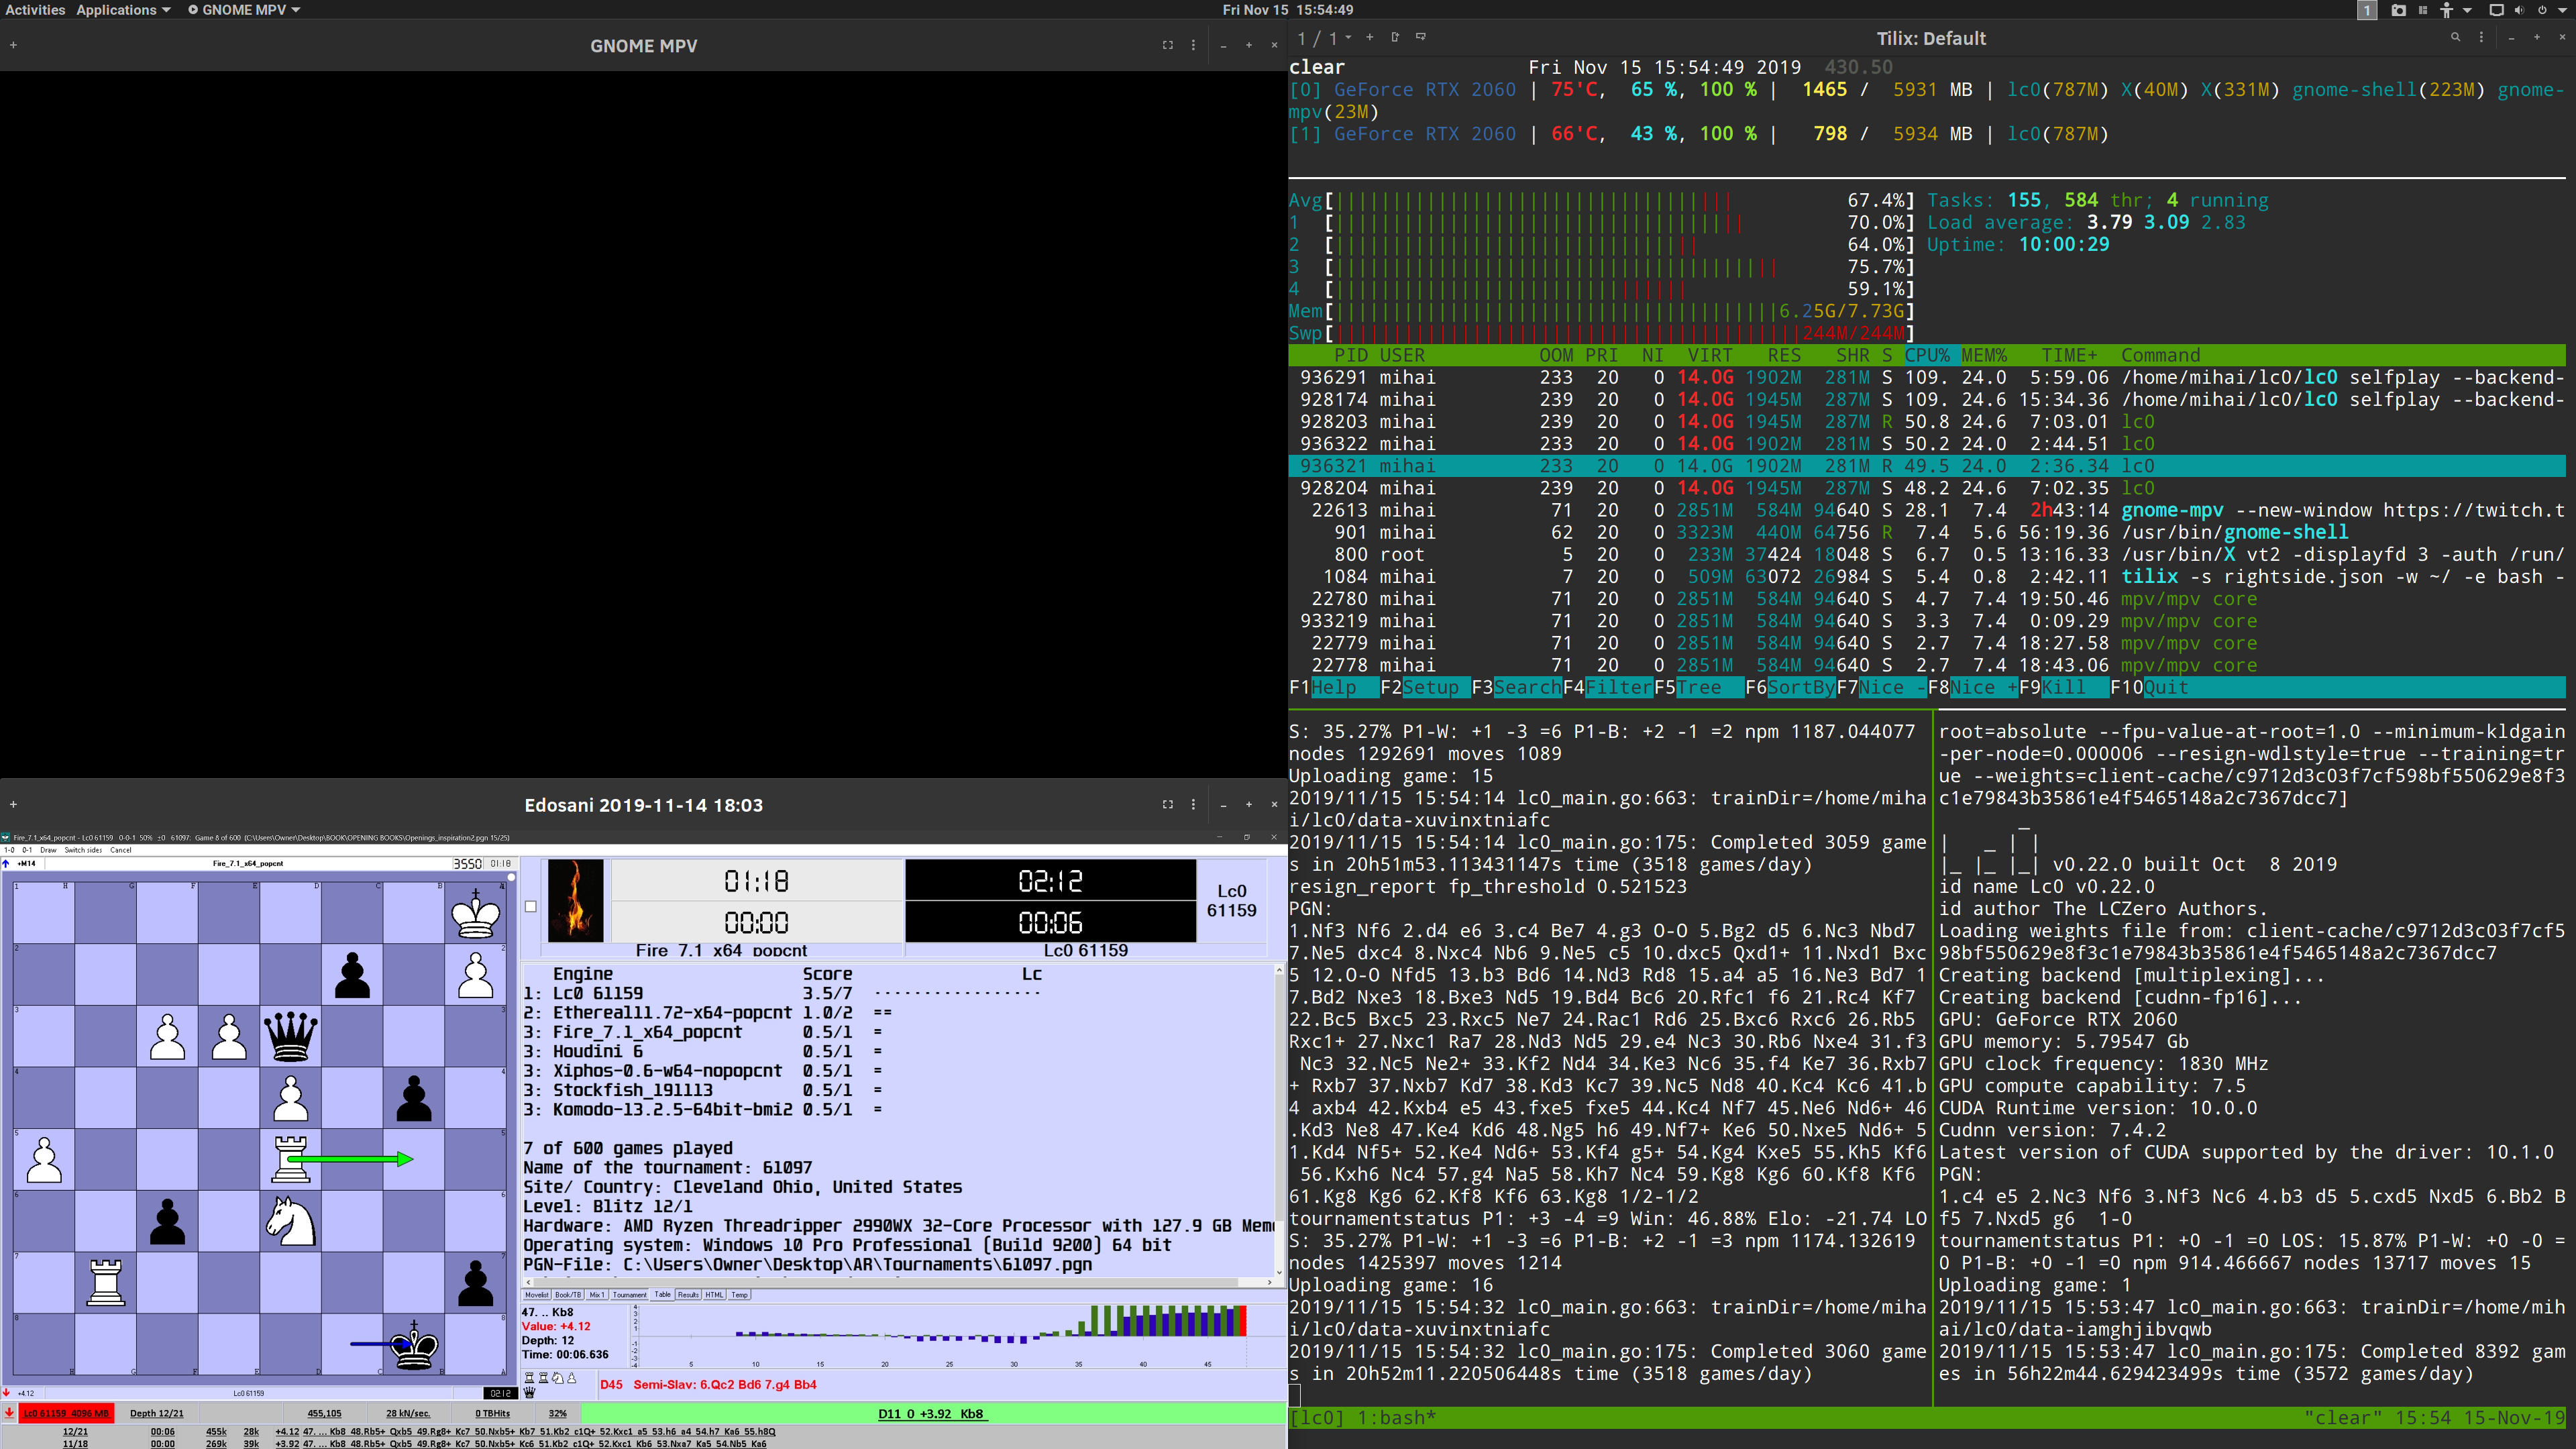 Activities Applications GNOME MPV Fri Nov 15 15:54:49 1
GNOME MPV
1 / 1 Tilix: Default
clear Fri Nov 15 15:54:49 2019 430.50
[0] GeForce RTX 2060 | 75'C, 65 %, 100 % | 1465 / 5931 MB | lc0(787M) X(40M) X(331M) gnome-shell(223M) gnome-
mpv(23M)
[1] GeForce RTX 2060 | 66'C, 43 %, 100 % | 798 / 5934 MB | lc0(787M)
Avg[ 67.4%] Tasks: 155, 584 thr; 4 running
1 [ 70.0%] Load average: 3.79 3.09 2.83
2 [ 64.0%] Uptime: 10:00:29
3 [ 75.7%]
4 [ 59.1%]
Mem[ 6.25G/7.73G]
Swp[ 244M/244M]
PID USER OOM PRI NI VIRT RES SHR S CPU% MEM% TIME+ Command
936291 mihai 233 20 0 14.0G 1902M 281M S 109. 24.0 5:59.06 /home/mihai/lc0/lc0 selfplay --backend-
928174 mihai 239 20 0 14.0G 1945M 287M S 109. 24.6 15:34.36 /home/mihai/lc0/lc0 selfplay --backend-
928203 mihai 239 20 0 14.0G 1945M 287M R 50.8 24.6 7:03.01 lc0
936322 mihai 233 20 0 14.0G 1902M 281M S 50.2 24.0 2:44.51 lc0
936321 mihai 233 20 0 14.0G 1902M 281M R 49.5 24.0 2:36.34 lc0
928204 mihai 239 20 0 14.0G 1945M 287M S 48.2 24.6 7:02.35 lc0
22613 mihai 71 20 0 2851M 584M 94640 S 28.1 7.4 2h43:14 gnome-mpv --new-window https://twitch.t
901 mihai 62 20 0 3323M 440M 64756 R 7.4 5.6 56:19.36 /usr/bin/gnome-shell
800 root 5 20 0 233M 37424 18048 S 6.7 0.5 13:16.33 /usr/bin/X vt2 -displayfd 3 -auth /run/
1084 mihai 7 20 0 509M 63072 26984 S 5.4 0.8 2:42.11 tilix -s rightside.json -w ~/ -e bash -
22780 mihai 71 20 0 2851M 584M 94640 S 4.7 7.4 19:50.46 mpv/mpv core
933219 mihai 71 20 0 2851M 584M 94640 S 3.3 7.4 0:09.29 mpv/mpv core
22779 mihai 71 20 0 2851M 584M 94640 S 2.7 7.4 18:27.58 mpv/mpv core
22778 mihai 71 20 0 2851M 584M 94640 S 2.7 7.4 18:43.06 mpv/mpv core
F1Help F2Setup F3SearchF4FilterF5Tree F6SortByF7Nice -F8Nice +F9Kill F10Quit
S: 35.27% P1-W: +1 -3 =6 P1-B: +2 -1 =2 npm 1187.044077
nodes 1292691 moves 1089
Uploading game: 15
2019/11/15 15:54:14 lc0_main.go:663: trainDir=/home/miha
i/lc0/data-xuvinxtniafc
2019/11/15 15:54:14 lc0_main.go:175: Completed 3059 game
s in 20h51m53.113431147s time (3518 games/day)
resign_report fp_threshold 0.521523
PGN:
1.Nf3 Nf6 2.d4 e6 3.c4 Be7 4.g3 O-O 5.Bg2 d5 6.Nc3 Nbd7
7.Ne5 dxc4 8.Nxc4 Nb6 9.Ne5 c5 10.dxc5 Qxd1+ 11.Nxd1 Bxc
5 12.O-O Nfd5 13.b3 Bd6 14.Nd3 Rd8 15.a4 a5 16.Ne3 Bd7 1
7.Bd2 Nxe3 18.Bxe3 Nd5 19.Bd4 Bc6 20.Rfc1 f6 21.Rc4 Kf7
22.Bc5 Bxc5 23.Rxc5 Ne7 24.Rac1 Rd6 25.Bxc6 Rxc6 26.Rb5
Rxc1+ 27.Nxc1 Ra7 28.Nd3 Nd5 29.e4 Nc3 30.Rb6 Nxe4 31.f3
Nc3 32.Nc5 Ne2+ 33.Kf2 Nd4 34.Ke3 Nc6 35.f4 Ke7 36.Rxb7
+ Rxb7 37.Nxb7 Kd7 38.Kd3 Kc7 39.Nc5 Nd8 40.Kc4 Kc6 41.b
4 axb4 42.Kxb4 e5 43.fxe5 fxe5 44.Kc4 Nf7 45.Ne6 Nd6+ 46
.Kd3 Ne8 47.Ke4 Kd6 48.Ng5 h6 49.Nf7+ Ke6 50.Nxe5 Nd6+ 5
1.Kd4 Nf5+ 52.Ke4 Nd6+ 53.Kf4 g5+ 54.Kg4 Kxe5 55.Kh5 Kf6
56.Kxh6 Nc4 57.g4 Na5 58.Kh7 Nc4 59.Kg8 Kg6 60.Kf8 Kf6
61.Kg8 Kg6 62.Kf8 Kf6 63.Kg8 1/2-1/2
tournamentstatus P1: +3 -4 =9 Win: 46.88% Elo: -21.74 LO
S: 35.27% P1-W: +1 -3 =6 P1-B: +2 -1 =3 npm 1174.132619
nodes 1425397 moves 1214
Uploading game: 16
2019/11/15 15:54:32 lc0_main.go:663: trainDir=/home/miha
i/lc0/data-xuvinxtniafc
2019/11/15 15:54:32 lc0_main.go:175: Completed 3060 game
s in 20h52m11.220506448s time (3518 games/day)
root=absolute --fpu-value-at-root=1.0 --minimum-kldgain
-per-node=0.000006 --resign-wdlstyle=true --training=tr
ue --weights=client-cache/c9712d3c03f7cf598bf550629e8f3
c1e79843b35861e4f5465148a2c7367dcc7]
v0.22.0 built Oct 8 2019
id name Lc0 v0.22.0
id author The LCZero Authors.
Loading weights file from: client-cache/c9712d3c03f7cf5
98bf550629e8f3c1e79843b35861e4f5465148a2c7367dcc7
Creating backend [multiplexing]...
Creating backend [cudnn-fp16]...
GPU: GeForce RTX 2060
GPU memory: 5.79547 Gb
GPU clock frequency: 1830 MHz
GPU compute capability: 7.5
CUDA Runtime version: 10.0.0
Cudnn version: 7.4.2
Latest version of CUDA supported by the driver: 10.1.0
PGN:
1.c4 e5 2.Nc3 Nf6 3.Nf3 Nc6 4.b3 d5 5.cxd5 Nxd5 6.Bb2 B
f5 7.Nxd5 g6 1-0
tournamentstatus P1: +0 -1 =0 LOS: 15.87% P1-W: +0 -0 =
0 P1-B: +0 -1 =0 npm 914.466667 nodes 13717 moves 15
Uploading game: 1
2019/11/15 15:53:47 lc0_main.go:663: trainDir=/home/mih
ai/lc0/data-iamghjibvqwb
2019/11/15 15:53:47 lc0_main.go:175: Completed 8392 gam
es in 56h22m44.629423499s time (3572 games/day)
[lc0] 1:bash* "clear" 15:54 15-Nov-19
Edosani 2019-11-14 18:03
Fire_7.1_x64_popcnt - Lc0 61159 0-0-1 50% ±0 61097: Game 8 of 600 (C:\Users\Owner\Desktop\BOOK\OPENING BOOKS\Openings_inspiration2.pgn 15/25)
1-0 0-1 Draw Switch sides Cancel
+M14 Fire_7.1_x64_popcnt 3550 01:18
01:18 02:12 Lc0
00:00 00:06 61159
Fire 7.1 x64 popcnt Lc0 61159
Engine Score Lc
1: Lc0 61159 3.5/7 ------------------
2: Ethereal11.72-x64-popcnt 1.0/2 ==
3: Fire_7.1_x64_popcnt 0.5/1 =
3: Houdini 6 0.5/1 =
3: Xiphos-0.6-w64-nopopcnt 0.5/1 =
3: Stockfish_191113 0.5/1 =
3: Komodo-13.2.5-64bit-bmi2 0.5/1 =
7 of 600 games played
Name of the tournament: 61097
Site/ Country: Cleveland Ohio, United States
Level: Blitz 12/1
Hardware: AMD Ryzen Threadripper 2990WX 32-Core Processor with 127.9 GB Mem
Operating system: Windows 10 Pro Professional (Build 9200) 64 bit
PGN-File: C:\Users\Owner\Desktop\AR\Tournaments\61097.pgn
Movelist Book/TB Mix 1 Tournament Table Results HTML Temp
47. .. Kb8
Value: +4.12
Depth: 12
Time: 00:06.636
5 10 15 20 25 30 35 40 45
D45 Semi-Slav: 6.Qc2 Bd6 7.g4 Bb4
+4.12 Lc0 61159 02:12
Lc0 61159 4096 MB Depth 12/21 455,105 28 kN/sec. 0 TBHits 32% D11 0 +3.92 Kb8
12/21 00:06 455k 28k +4.12 47. ... Kb8 48.Rb5+ Qxb5 49.Rg8+ Kc7 50.Nxb5+ Kb7 51.Kb2 c1Q+ 52.Kxc1 a5 53.h6 a4 54.h7 Ka6 55.h8Q
11/18 00:00 269k 39k +3.92 47. ... Kb8 48.Rb5+ Qxb5 49.Rg8+ Kc7 50.Nxb5+ Kc6 51.Kb2 c1Q+ 52.Kxc1 Kb6 53.Nxa7 Ka5 54.Nb5 Ka6